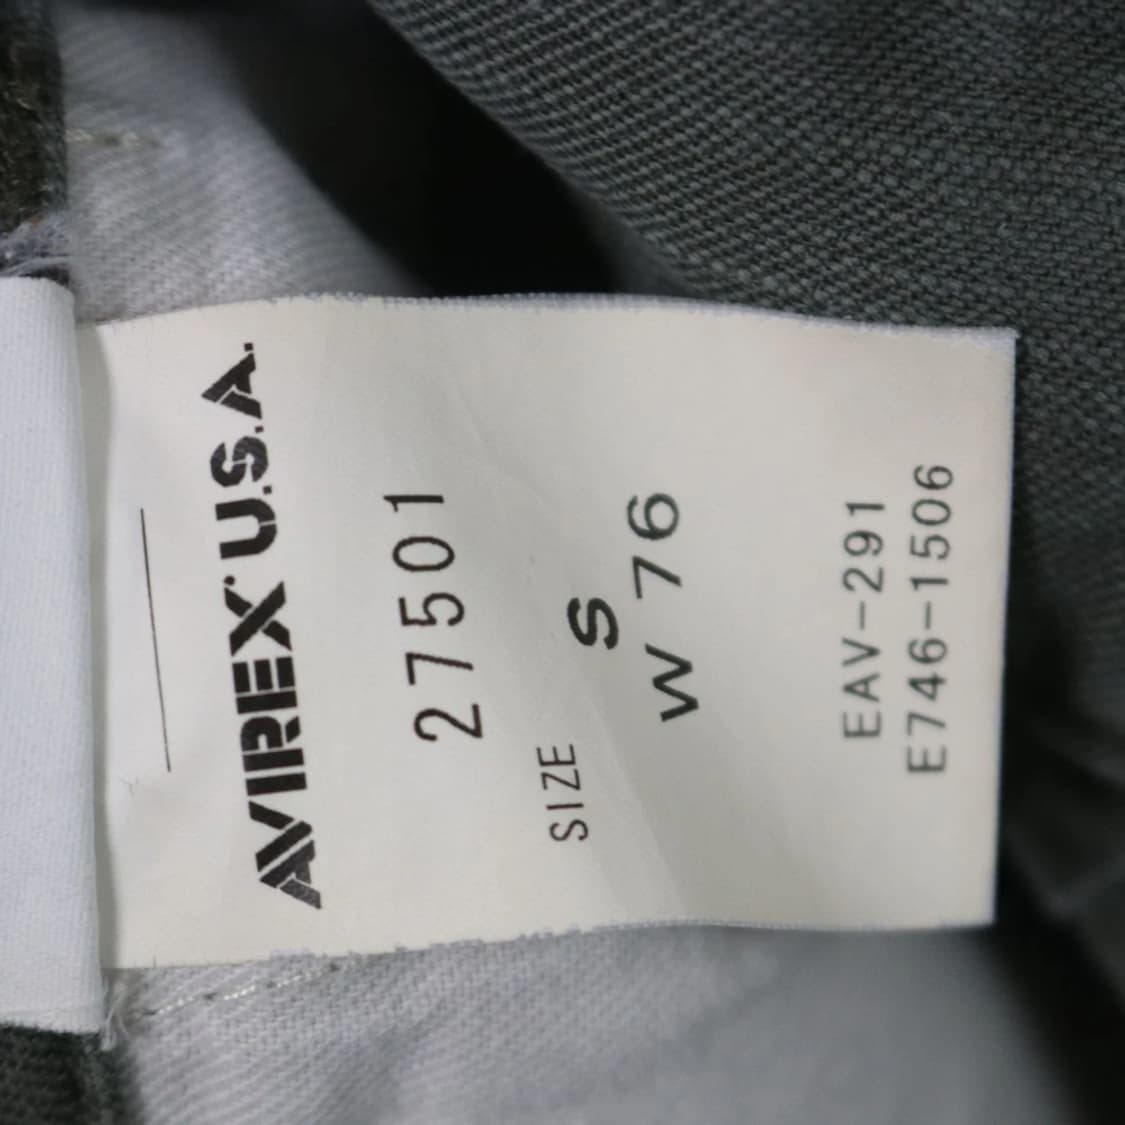 AVIREX U.S.A.
27501
SIZE S
W 76
EAV-291
E746-1506